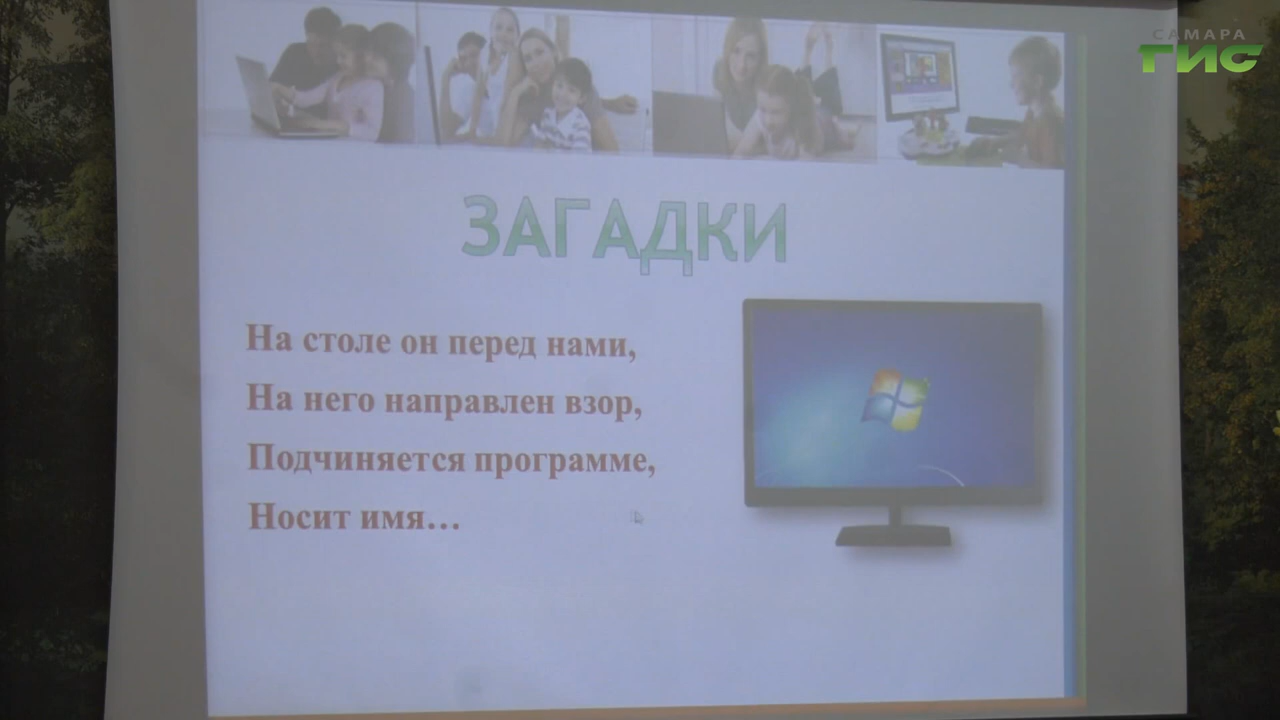 САМАРА
ГИС
ЗАГАДКИ
На столе он перед нами,
На него направлен взор,
Подчиняется программе,
Носит имя…